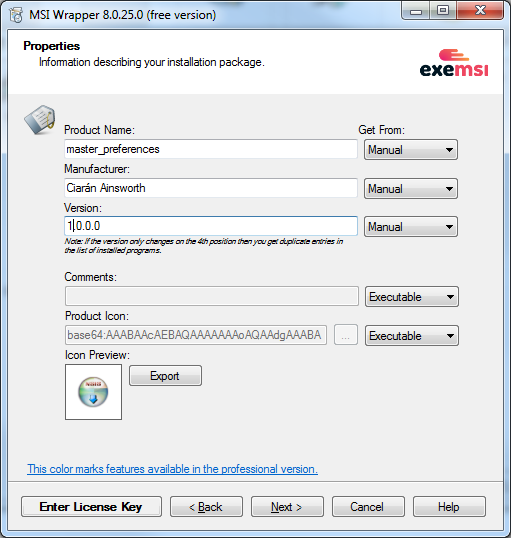 MSI Wrapper 8.0.25.0 (free version)
Properties
Information describing your installation package.
exemsi
Product Name: Get From:
master_preferences Manual
Manufacturer:
Ciarán Ainsworth Manual
Version:
1.0.0.0 Manual
Note: If the version only changes on the 4th position then you get duplicate entries in
the list of installed programs.
Comments:
Executable
Product Icon:
base64:AAABAAcAEBAQAAAAAAAoAQAAdgAAABA ... Executable
Icon Preview:
Export
This color marks features available in the professional version.
Enter License Key < Back Next > Cancel Help